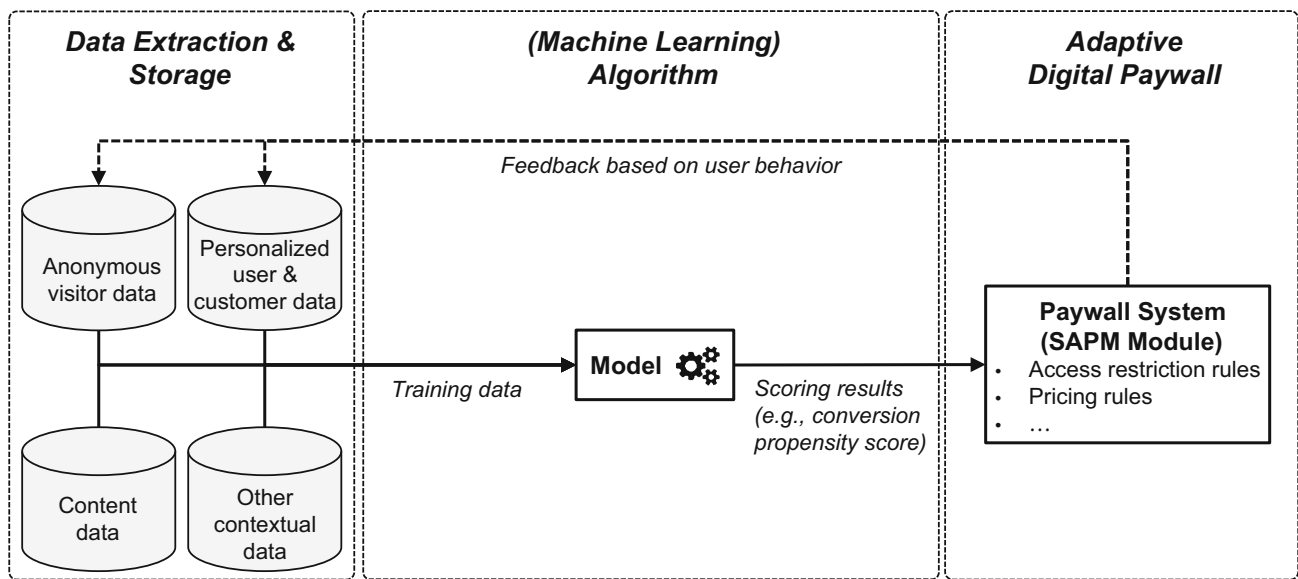 Data Extraction &
Storage
(Machine Learning)
Algorithm
Adaptive
Digital Paywall
Feedback based on user behavior
Anonymous
visitor data
Personalized
user &
customer data
Training data
Model
Scoring results
(e.g., conversion
propensity score)
Paywall System
(SAPM Module)
• Access restriction rules
• Pricing rules
• …
Content
data
Other
contextual
data